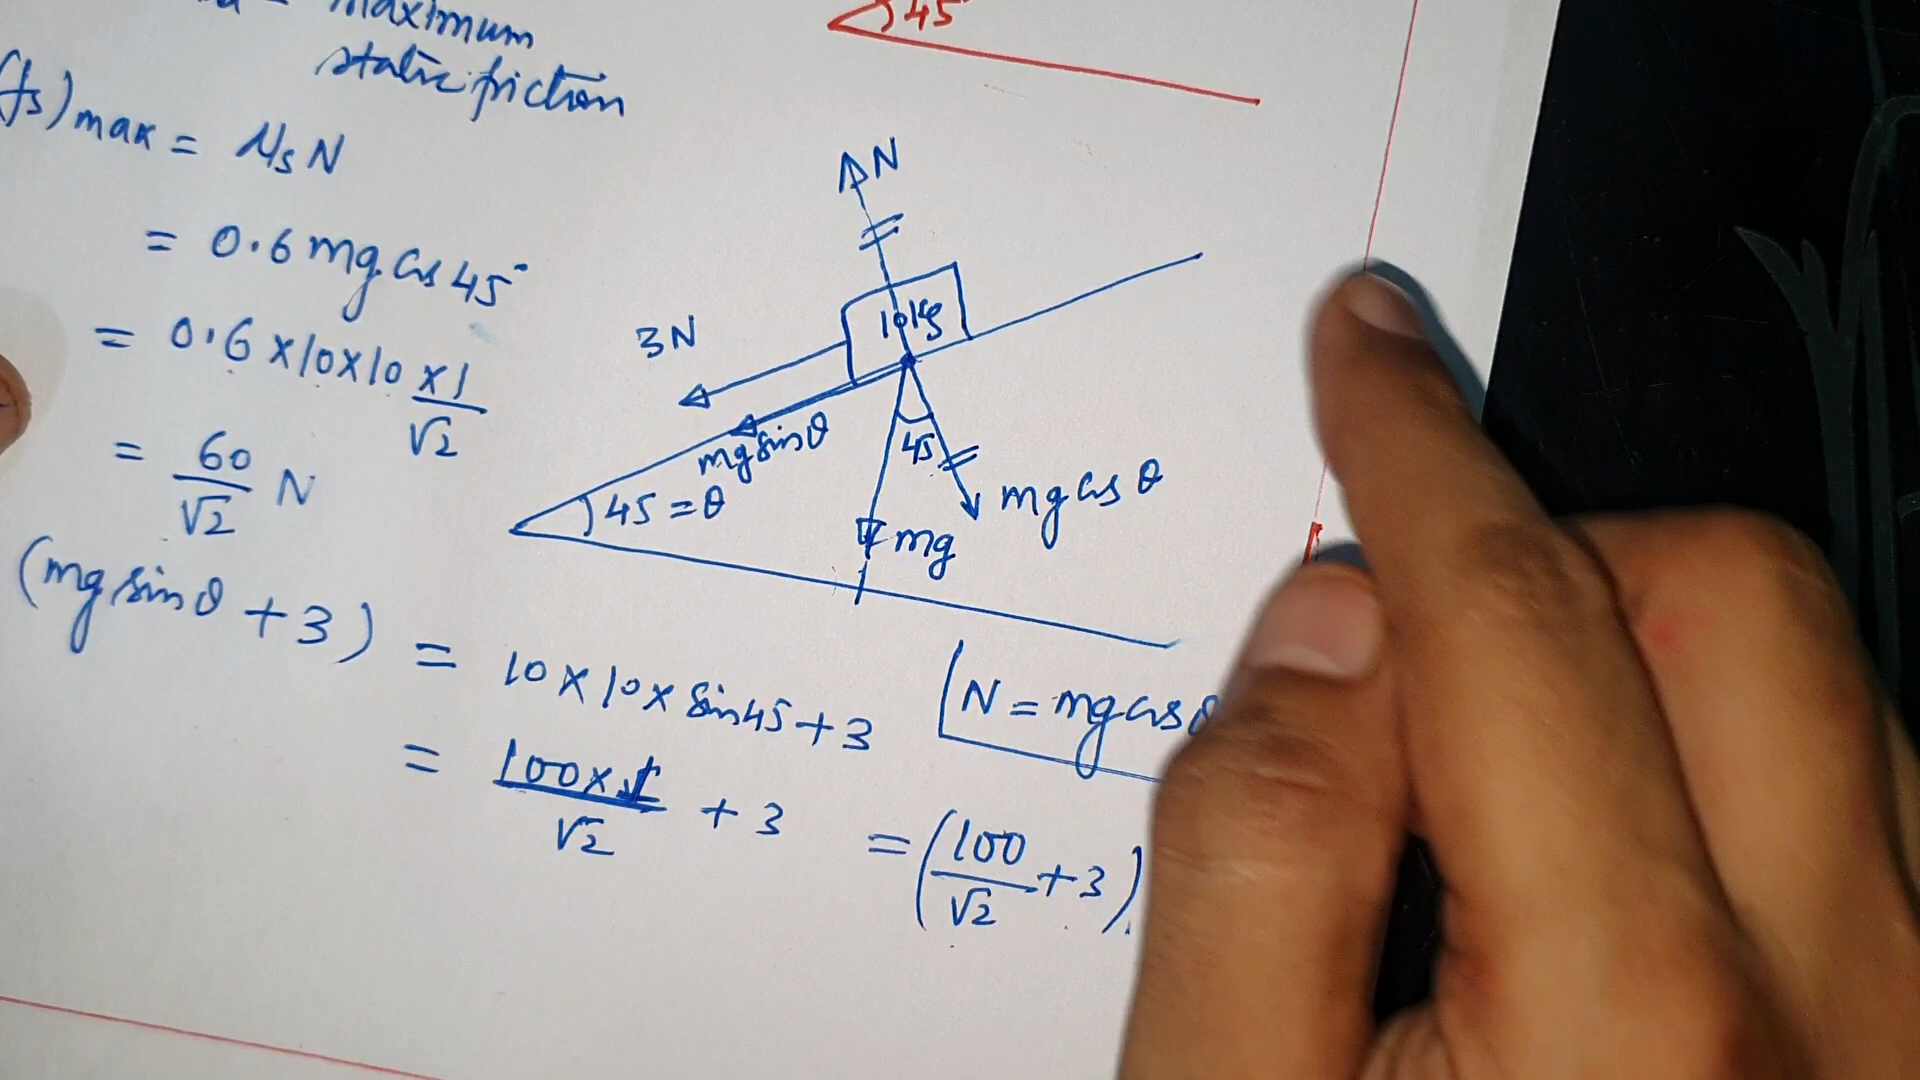 maximum
45
static friction
(fs)max = μs N
= 0.6 mg cos 45°
= 0.6 x 10 x 10 x 1/√2
= 60/√2 N
N
10kg
3N
mg sin θ
45
mg cos θ
45 = θ
mg
(mg sin θ + 3) = 10 x 10 x sin 45 + 3
N = mg cos θ
= 100 x 1/√2 + 3 = (100/√2 + 3)